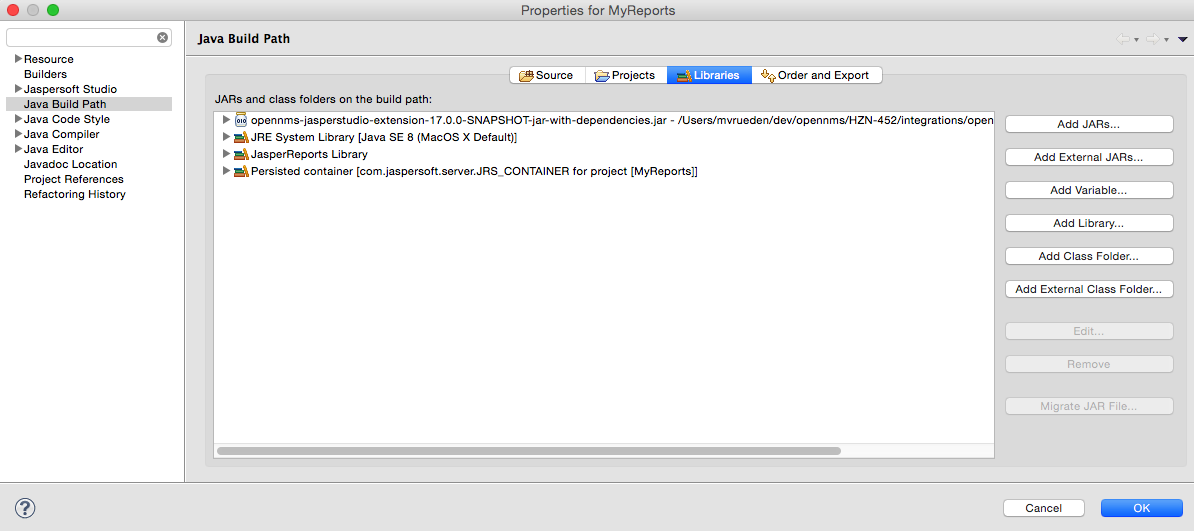 Properties for MyReports
Java Build Path
Resource
Builders
Jaspersoft Studio
Java Build Path
Java Code Style
Java Compiler
Java Editor
Javadoc Location
Project References
Refactoring History
Source Projects Libraries Order and Export
JARs and class folders on the build path:
opennms-jasperstudio-extension-17.0.0-SNAPSHOT-jar-with-dependencies.jar - /Users/mvrueden/dev/opennms/HZN-452/integrations/open
JRE System Library [Java SE 8 (MacOS X Default)]
JasperReports Library
Persisted container [com.jaspersoft.server.JRS_CONTAINER for project [MyReports]]
Add JARs...
Add External JARs...
Add Variable...
Add Library...
Add Class Folder...
Add External Class Folder...
Edit...
Remove
Migrate JAR File...
?
Cancel OK